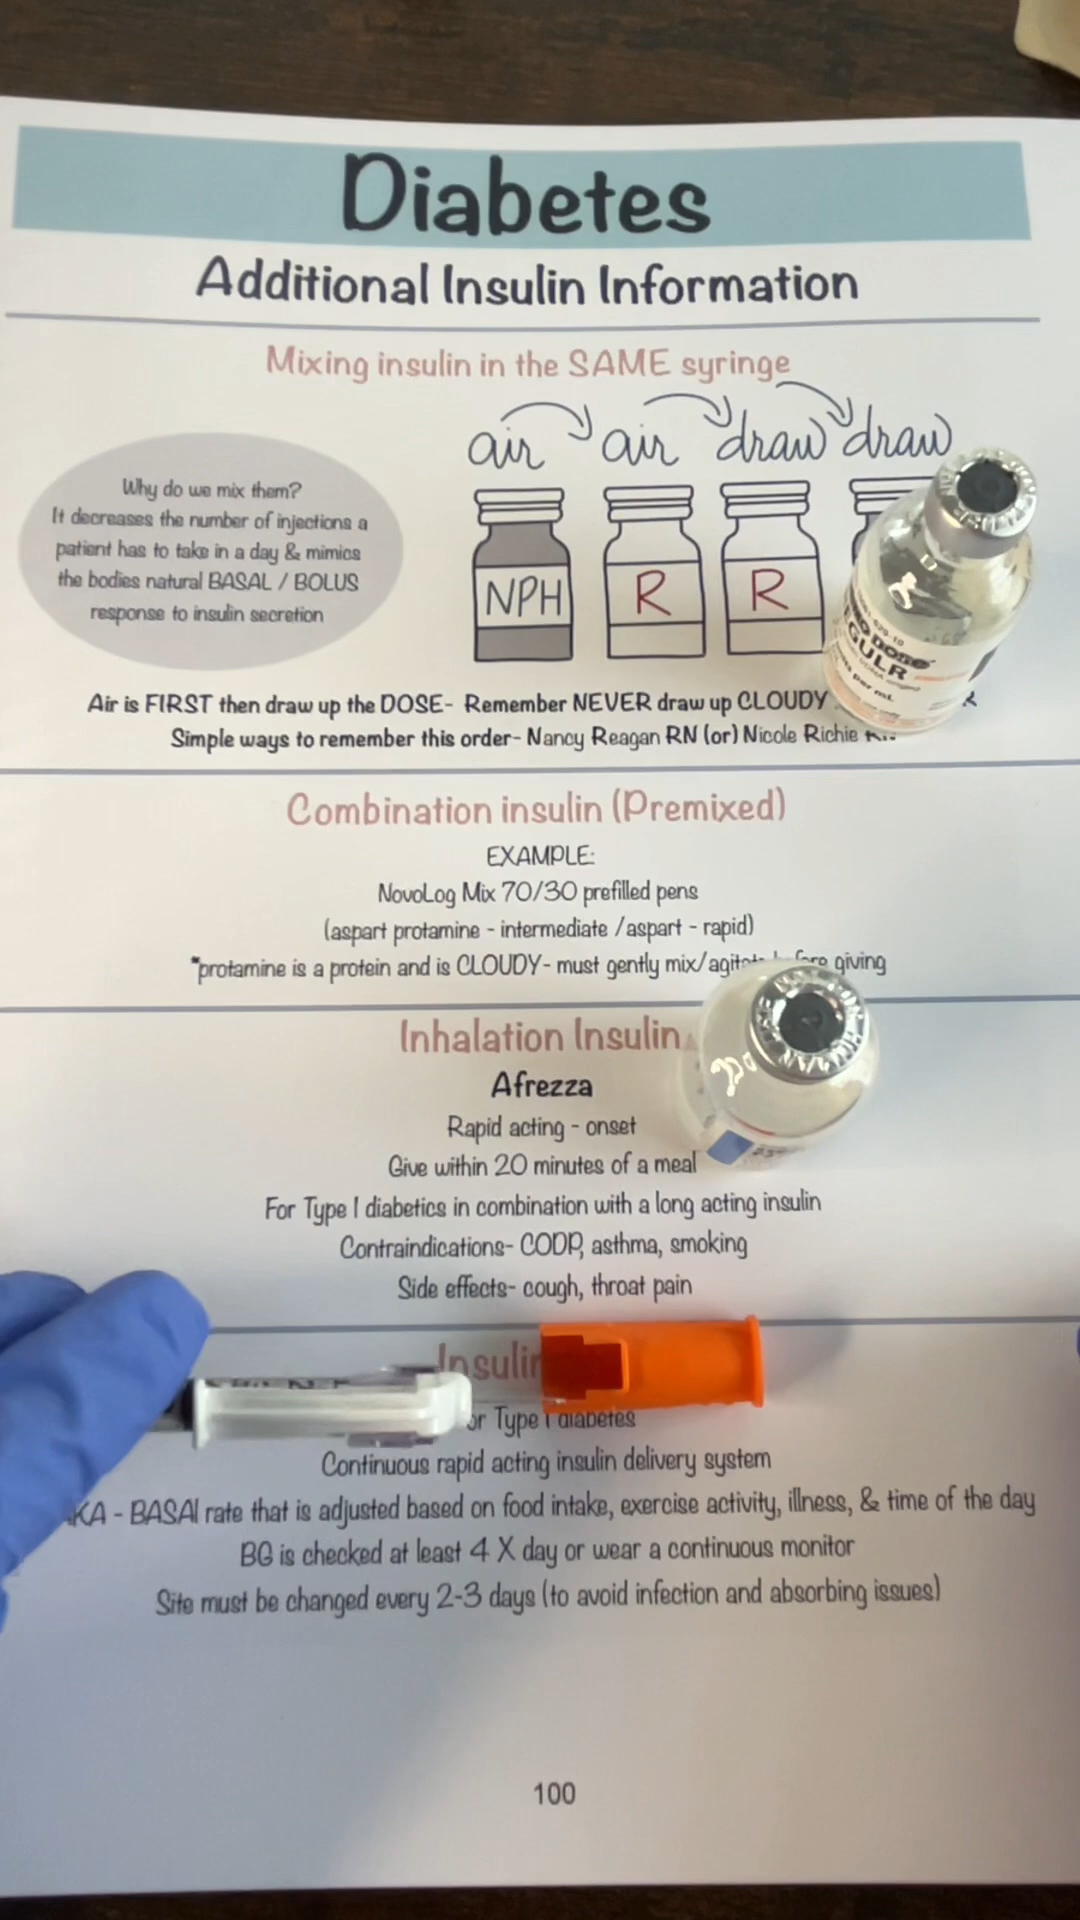 Diabetes
Additional Insulin Information
Mixing insulin in the SAME syringe
air air draw draw
Why do we mix them?
It decreases the number of injections a
patient has to take in a day & mimics
the bodies natural BASAL / BOLUS
response to insulin secretion
NPH R R
GULR
Air is FIRST then draw up the DOSE- Remember NEVER draw up CLOUDY
Simple ways to remember this order- Nancy Reagan RN (or) Nicole Richie
Combination insulin (Premixed)
EXAMPLE:
NovoLog Mix 70/30 prefilled pens
(aspart protamine - intermediate /aspart - rapid)
*protamine is a protein and is CLOUDY- must gently mix/agitate before giving
Inhalation Insulin
Afrezza
Rapid acting - onset
Give within 20 minutes of a meal
For Type 1 diabetics in combination with a long acting insulin
Contraindications- CODP, asthma, smoking
Side effects- cough, throat pain
Insulin
or Type 1 diabetes
Continuous rapid acting insulin delivery system
KA - BASAl rate that is adjusted based on food intake, exercise activity, illness, & time of the day
BG is checked at least 4 X day or wear a continuous monitor
Site must be changed every 2-3 days (to avoid infection and absorbing issues)
100